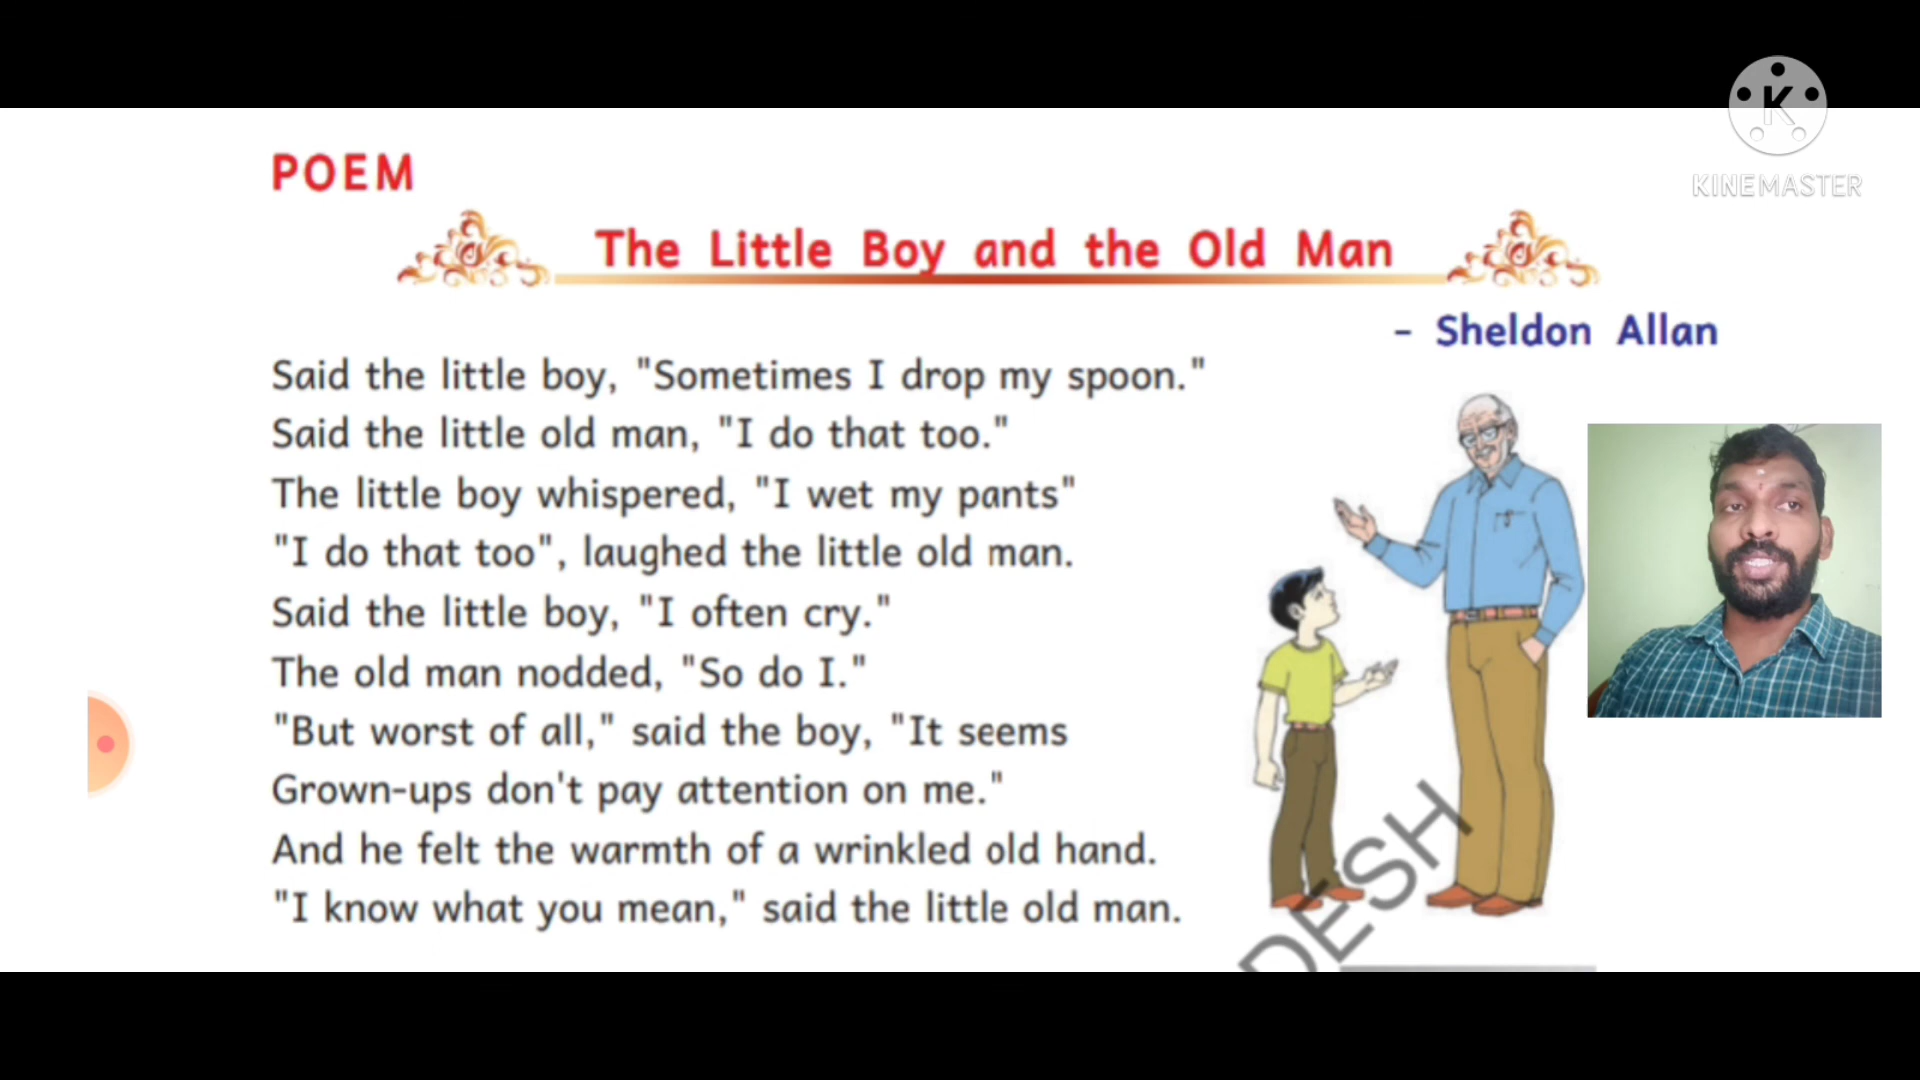 K
KINEMASTER
POEM
The Little Boy and the Old Man
- Sheldon Allan
Said the little boy, "Sometimes I drop my spoon."
Said the little old man, "I do that too."
The little boy whispered, "I wet my pants"
"I do that too", laughed the little old man.
Said the little boy, "I often cry."
The old man nodded, "So do I."
"But worst of all," said the boy, "It seems
Grown-ups don't pay attention on me."
And he felt the warmth of a wrinkled old hand.
"I know what you mean," said the little old man.
DESH